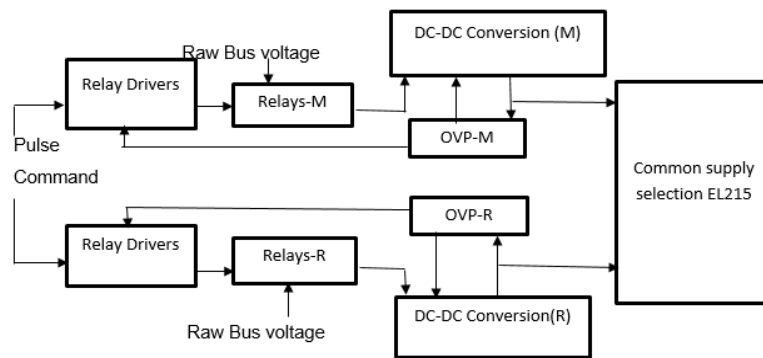 DC-DC Conversion (M)
Raw Bus voltage
Relay Drivers
Relays-M
OVP-M
Pulse
Command
Common supply
selection EL215
OVP-R
Relay Drivers
Relays-R
DC-DC Conversion(R)
Raw Bus voltage